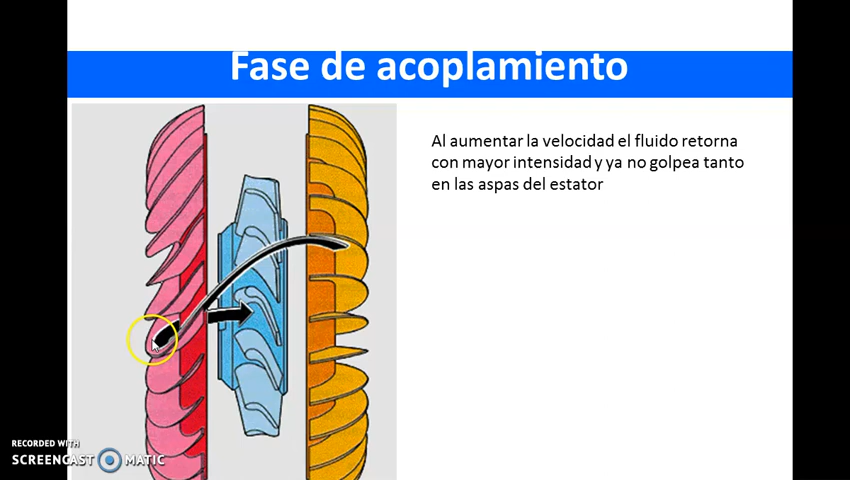 Fase de acoplamiento
Al aumentar la velocidad el fluido retorna
con mayor intensidad y ya no golpea tanto
en las aspas del estator
RECORDED WITH
SCREENCAST MATIC